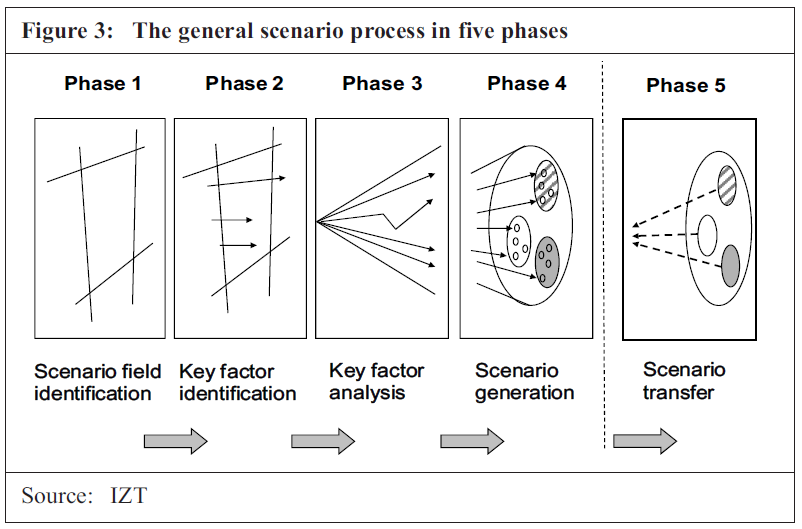 Figure 3: The general scenario process in five phases
Phase 1
Phase 2
Phase 3
Phase 4
Phase 5
Scenario field
identification
Key factor
identification
Key factor
analysis
Scenario
generation
Scenario
transfer
Source: IZT